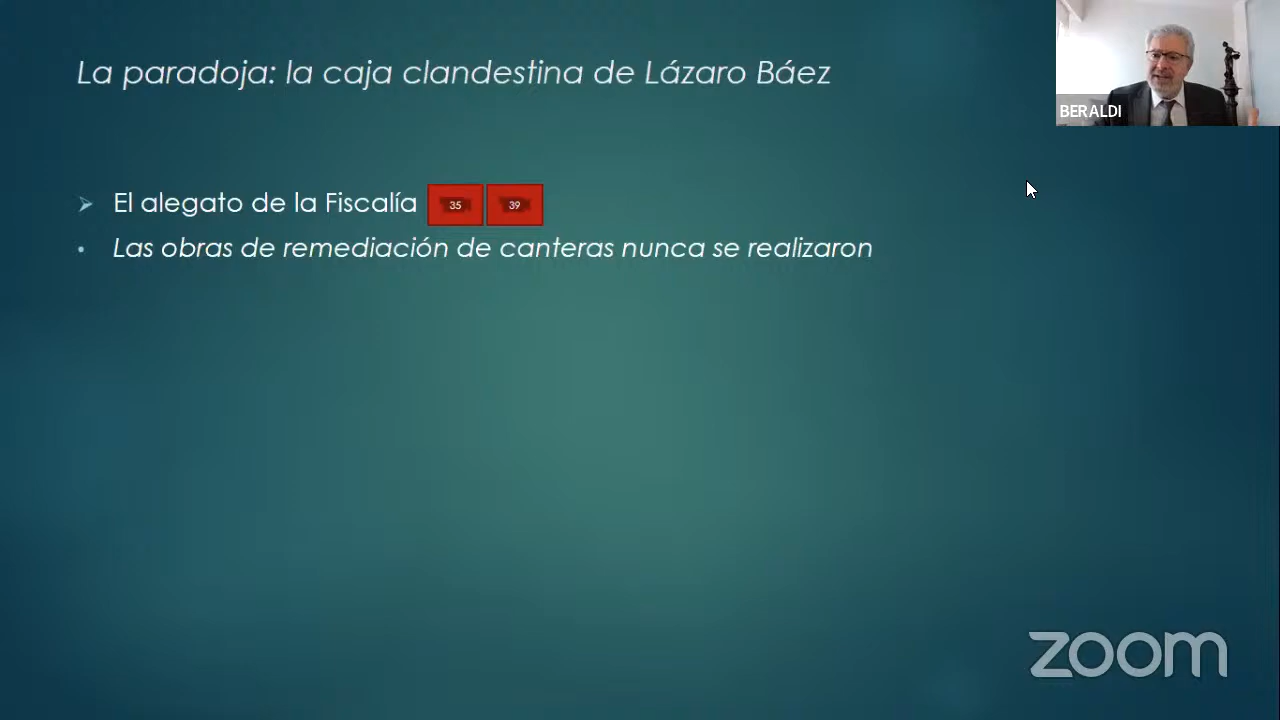 La paradoja: la caja clandestina de Lázaro Báez
BERALDI
El alegato de la Fiscalía 35 39
Las obras de remediación de canteras nunca se realizaron
zoom